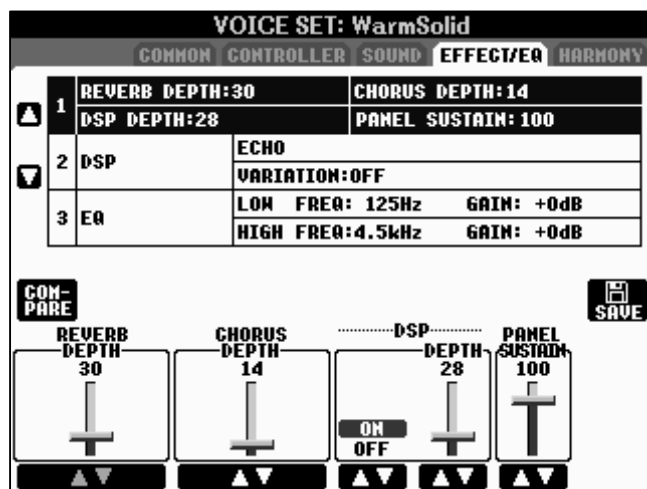 VOICE SET: WarmSolid
COMMON CONTROLLER SOUND EFFECT/EQ HARMONY
1 REVERB DEPTH:30 CHORUS DEPTH:14
DSP DEPTH:28 PANEL SUSTAIN:100
2 DSP ECHO
VARIATION:OFF
3 EQ LOW FREQ: 125Hz GAIN: +0dB
HIGH FREQ:4.5kHz GAIN: +0dB
COM-
PARE
SAVE
REVERB DEPTH
30
CHORUS DEPTH
14
DSP
DEPTH
28
ON
OFF
PANEL SUSTAIN
100